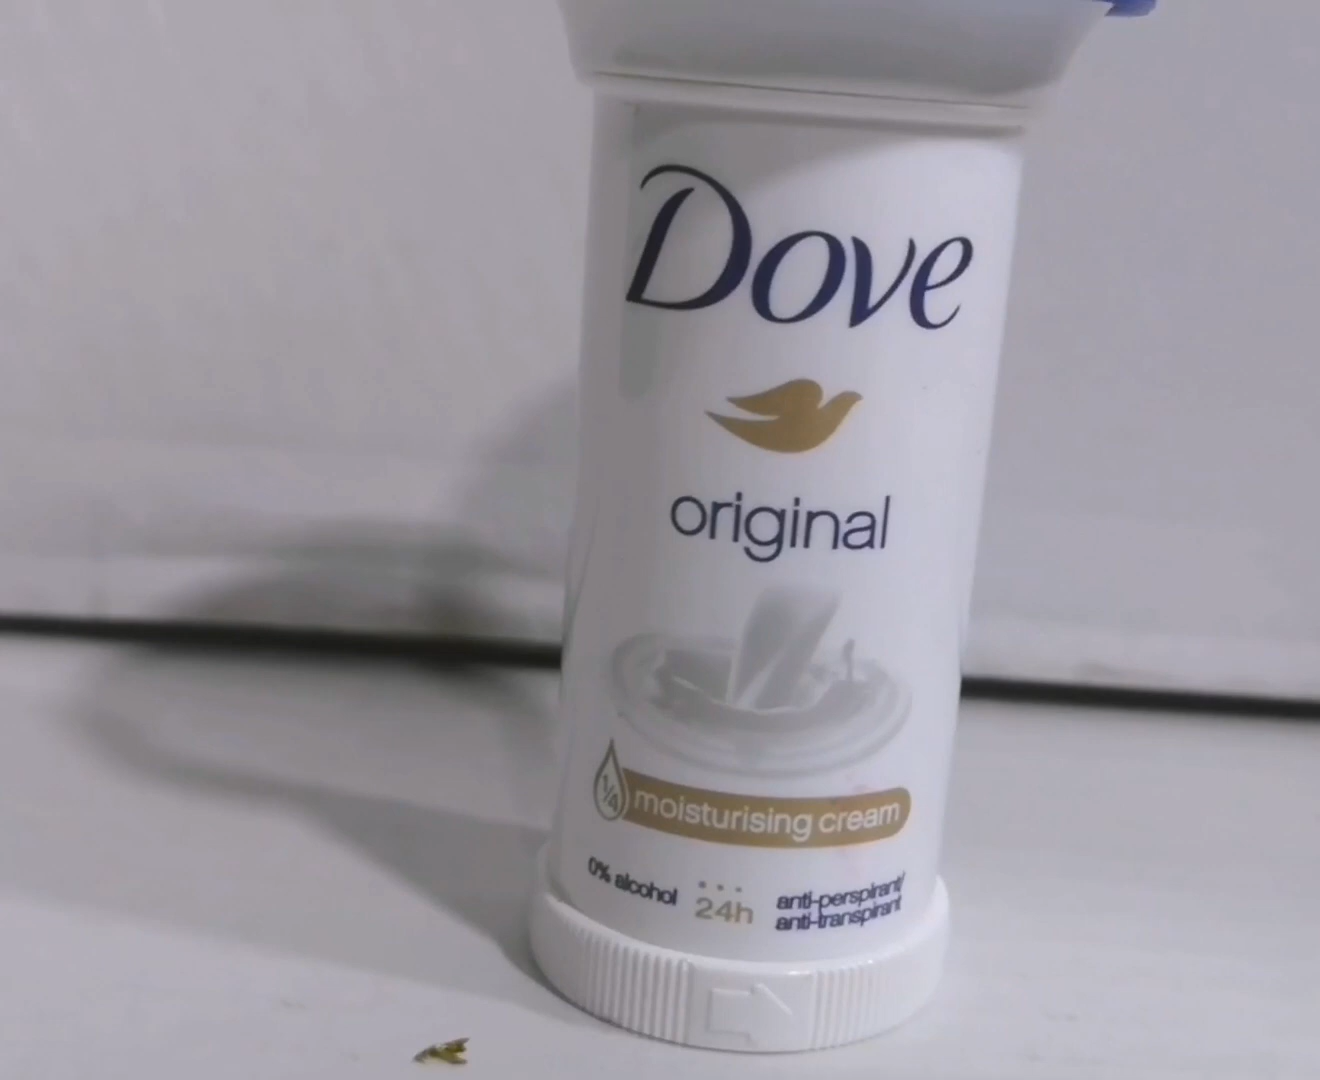 Dove
original
1/4 moisturising cream
0% alcohol
24h
anti-perspirant/
anti-transpirant